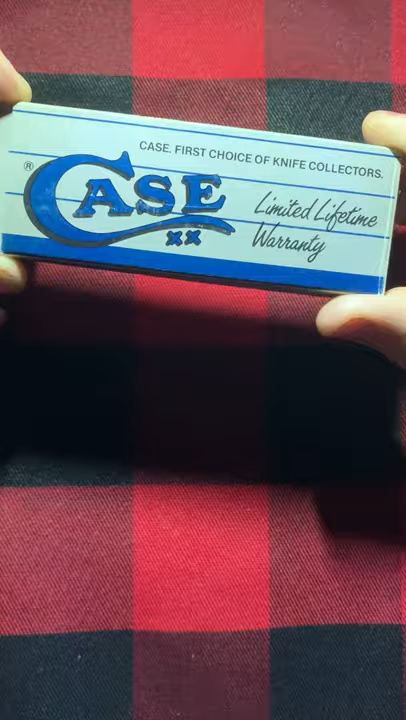 CASE. FIRST CHOICE OF KNIFE COLLECTORS.
®
CASE
XX
Limited Lifetime
Warranty